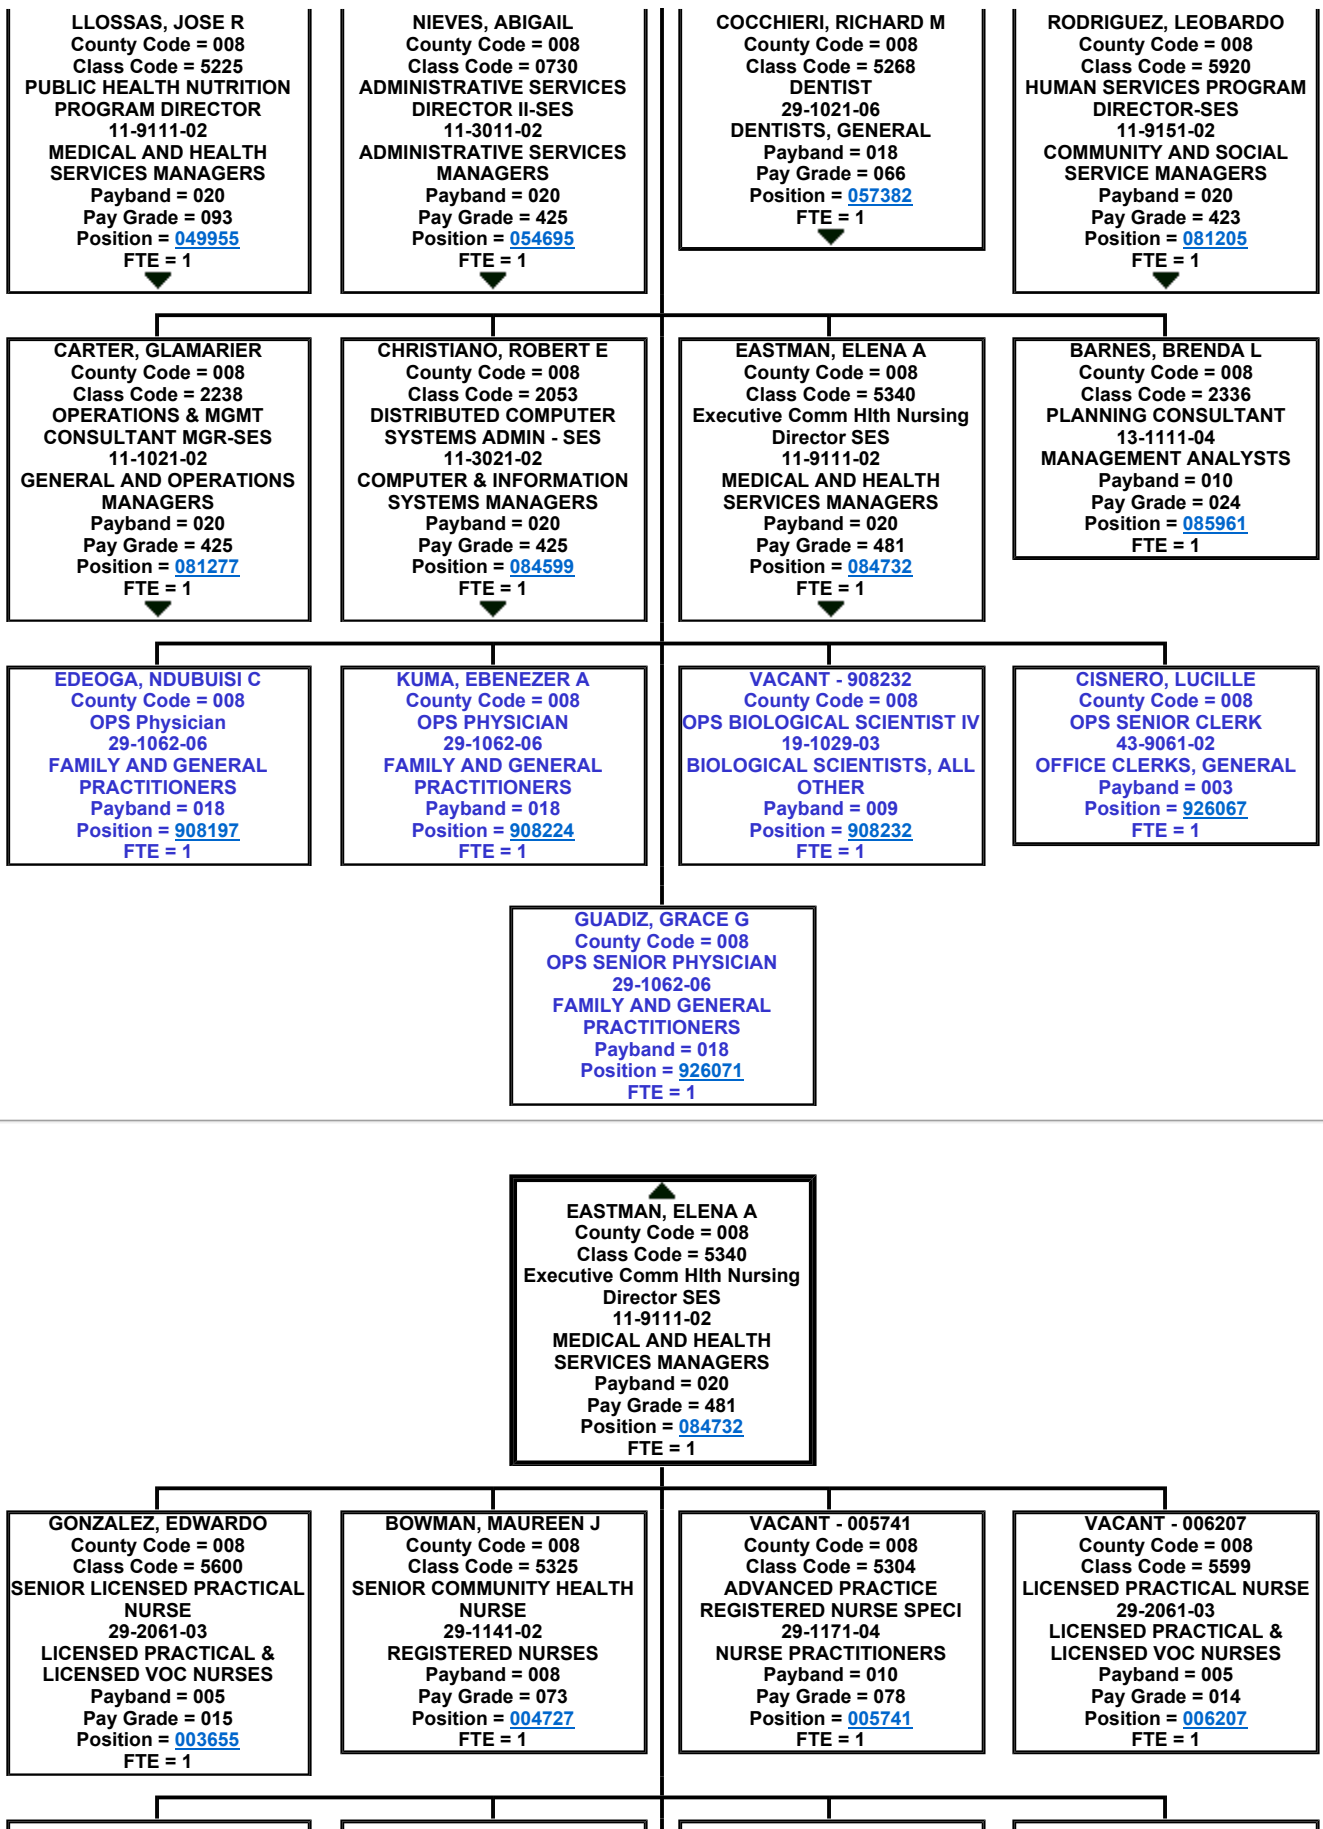 LLOSSAS, JOSE R
County Code = 008
Class Code = 5225
PUBLIC HEALTH NUTRITION
PROGRAM DIRECTOR
11-9111-02
MEDICAL AND HEALTH
SERVICES MANAGERS
Payband = 020
Pay Grade = 093
Position = 049955
FTE = 1
NIEVES, ABIGAIL
County Code = 008
Class Code = 0730
ADMINISTRATIVE SERVICES
DIRECTOR II-SES
11-3011-02
ADMINISTRATIVE SERVICES
MANAGERS
Payband = 020
Pay Grade = 425
Position = 054695
FTE = 1
COCCHIERI, RICHARD M
County Code = 008
Class Code = 5268
DENTIST
29-1021-06
DENTISTS, GENERAL
Payband = 018
Pay Grade = 066
Position = 057382
FTE = 1
RODRIGUEZ, LEOBARDO
County Code = 008
Class Code = 5920
HUMAN SERVICES PROGRAM
DIRECTOR-SES
11-9151-02
COMMUNITY AND SOCIAL
SERVICE MANAGERS
Payband = 020
Pay Grade = 423
Position = 081205
FTE = 1
CARTER, GLAMARIER
County Code = 008
Class Code = 2238
OPERATIONS & MGMT
CONSULTANT MGR-SES
11-1021-02
GENERAL AND OPERATIONS
MANAGERS
Payband = 020
Pay Grade = 425
Position = 081277
FTE = 1
CHRISTIANO, ROBERT E
County Code = 008
Class Code = 2053
DISTRIBUTED COMPUTER
SYSTEMS ADMIN - SES
11-3021-02
COMPUTER & INFORMATION
SYSTEMS MANAGERS
Payband = 020
Pay Grade = 425
Position = 084599
FTE = 1
EASTMAN, ELENA A
County Code = 008
Class Code = 5340
Executive Comm Hlth Nursing
Director SES
11-9111-02
MEDICAL AND HEALTH
SERVICES MANAGERS
Payband = 020
Pay Grade = 481
Position = 084732
FTE = 1
BARNES, BRENDA L
County Code = 008
Class Code = 2336
PLANNING CONSULTANT
13-1111-04
MANAGEMENT ANALYSTS
Payband = 010
Pay Grade = 024
Position = 085961
FTE = 1
EDEOGA, NDUBUISI C
County Code = 008
OPS Physician
29-1062-06
FAMILY AND GENERAL
PRACTITIONERS
Payband = 018
Position = 908197
FTE = 1
KUMA, EBENEZER A
County Code = 008
OPS PHYSICIAN
29-1062-06
FAMILY AND GENERAL
PRACTITIONERS
Payband = 018
Position = 908224
FTE = 1
VACANT - 908232
County Code = 008
OPS BIOLOGICAL SCIENTIST IV
19-1029-03
BIOLOGICAL SCIENTISTS, ALL
OTHER
Payband = 009
Position = 908232
FTE = 1
CISNERO, LUCILLE
County Code = 008
OPS SENIOR CLERK
43-9061-02
OFFICE CLERKS, GENERAL
Payband = 003
Position = 926067
FTE = 1
GUADIZ, GRACE G
County Code = 008
OPS SENIOR PHYSICIAN
29-1062-06
FAMILY AND GENERAL
PRACTITIONERS
Payband = 018
Position = 926071
FTE = 1
EASTMAN, ELENA A
County Code = 008
Class Code = 5340
Executive Comm Hlth Nursing
Director SES
11-9111-02
MEDICAL AND HEALTH
SERVICES MANAGERS
Payband = 020
Pay Grade = 481
Position = 084732
FTE = 1
GONZALEZ, EDWARDO
County Code = 008
Class Code = 5600
SENIOR LICENSED PRACTICAL
NURSE
29-2061-03
LICENSED PRACTICAL &
LICENSED VOC NURSES
Payband = 005
Pay Grade = 015
Position = 003655
FTE = 1
BOWMAN, MAUREEN J
County Code = 008
Class Code = 5325
SENIOR COMMUNITY HEALTH
NURSE
29-1141-02
REGISTERED NURSES
Payband = 008
Pay Grade = 073
Position = 004727
FTE = 1
VACANT - 005741
County Code = 008
Class Code = 5304
ADVANCED PRACTICE
REGISTERED NURSE SPECI
29-1171-04
NURSE PRACTITIONERS
Payband = 010
Pay Grade = 078
Position = 005741
FTE = 1
VACANT - 006207
County Code = 008
Class Code = 5599
LICENSED PRACTICAL NURSE
29-2061-03
LICENSED PRACTICAL &
LICENSED VOC NURSES
Payband = 005
Pay Grade = 014
Position = 006207
FTE = 1